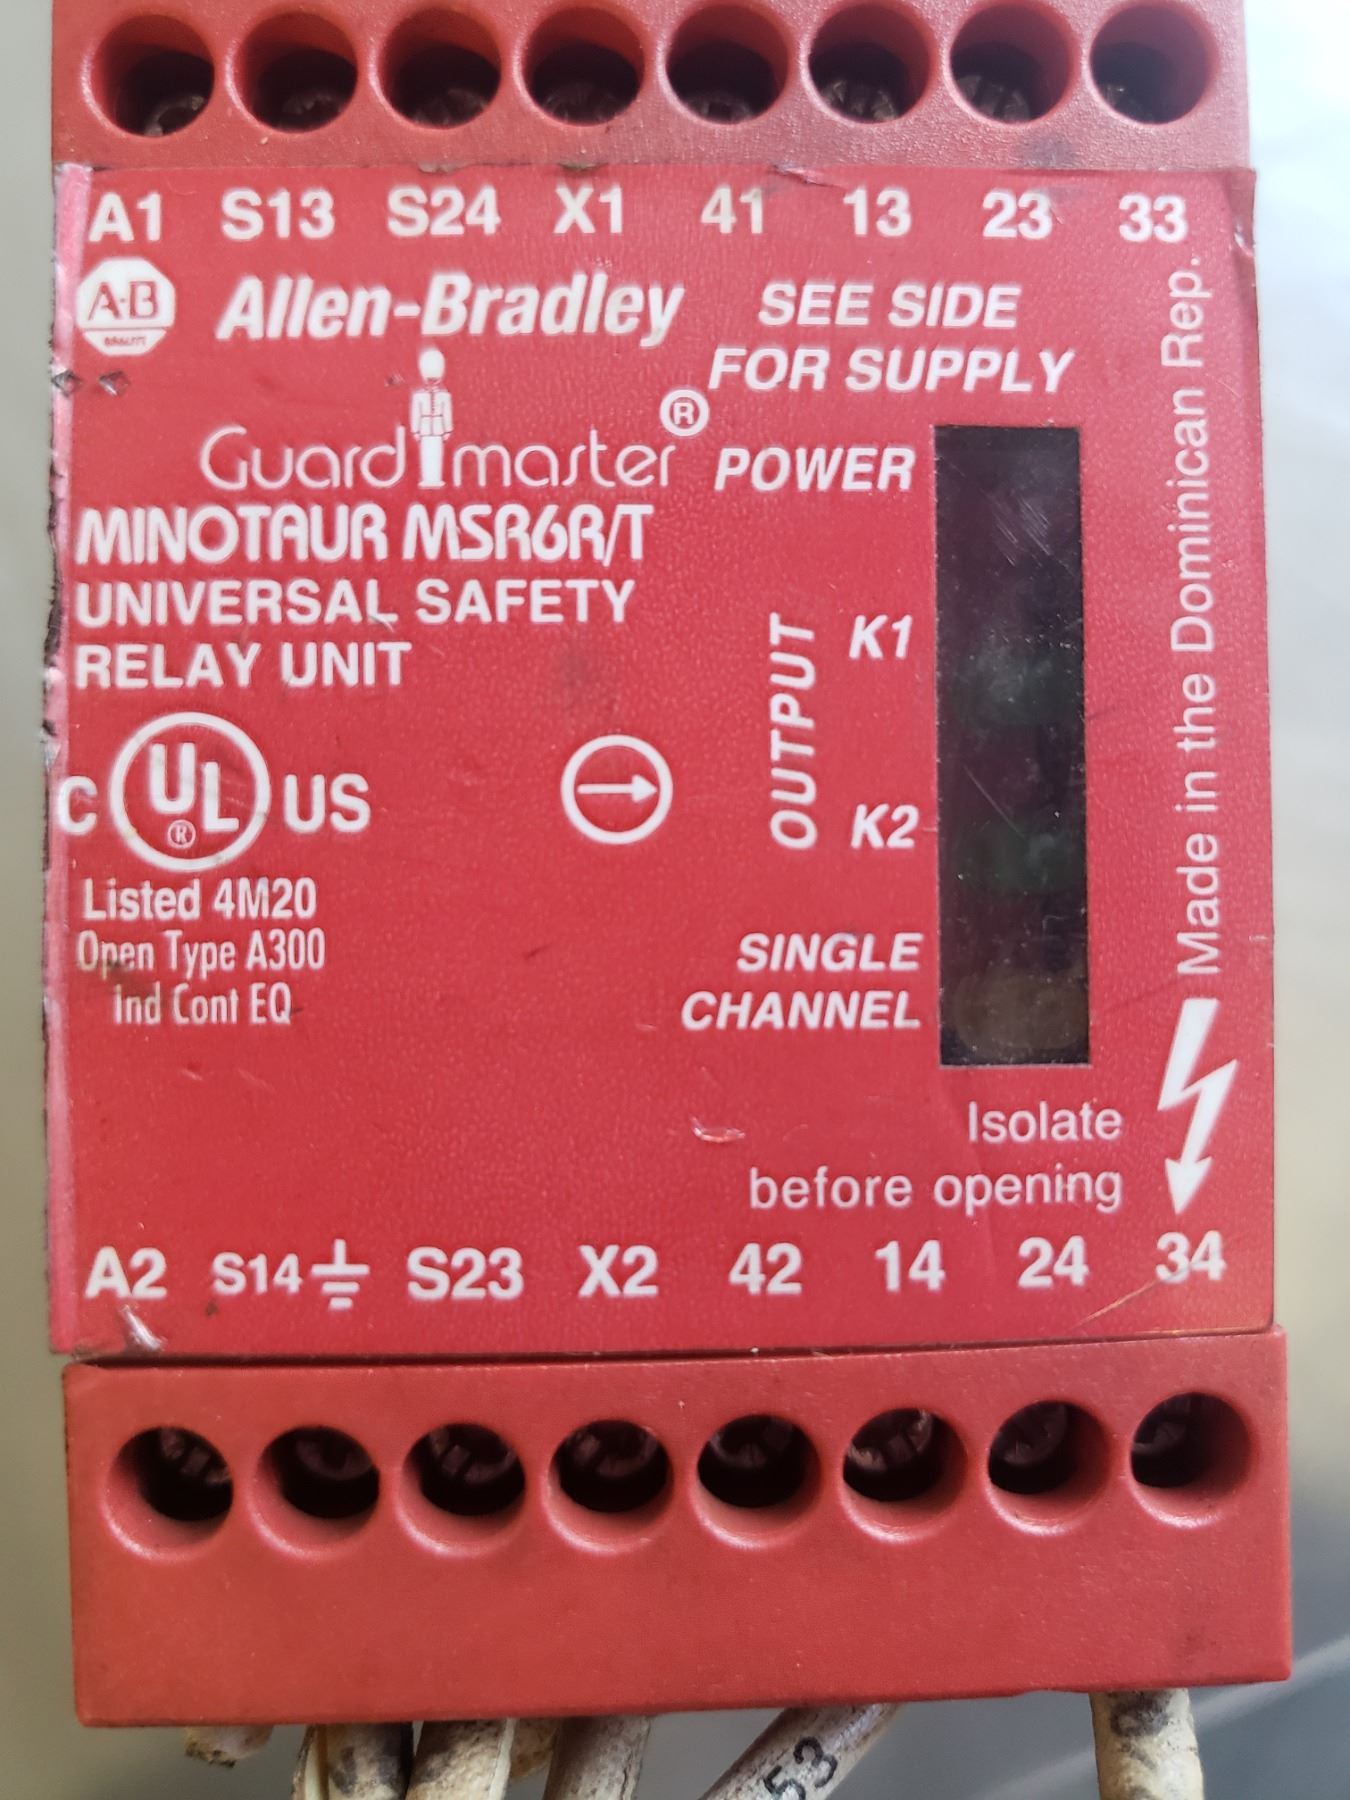 A1 S13 S24 X1 41 13 23 33
A-B
Allen-Bradley
SEE SIDE
FOR SUPPLY
Guardmaster ®
MINOTAUR MSR6R/T
UNIVERSAL SAFETY
RELAY UNIT
POWER
OUTPUT
K1
K2
SINGLE
CHANNEL
C UL ® US
Listed 4M20
Open Type A300
Ind Cont EQ
Made in the Dominican Rep.
Isolate
before opening
A2 S14 S23 X2 42 14 24 34
53